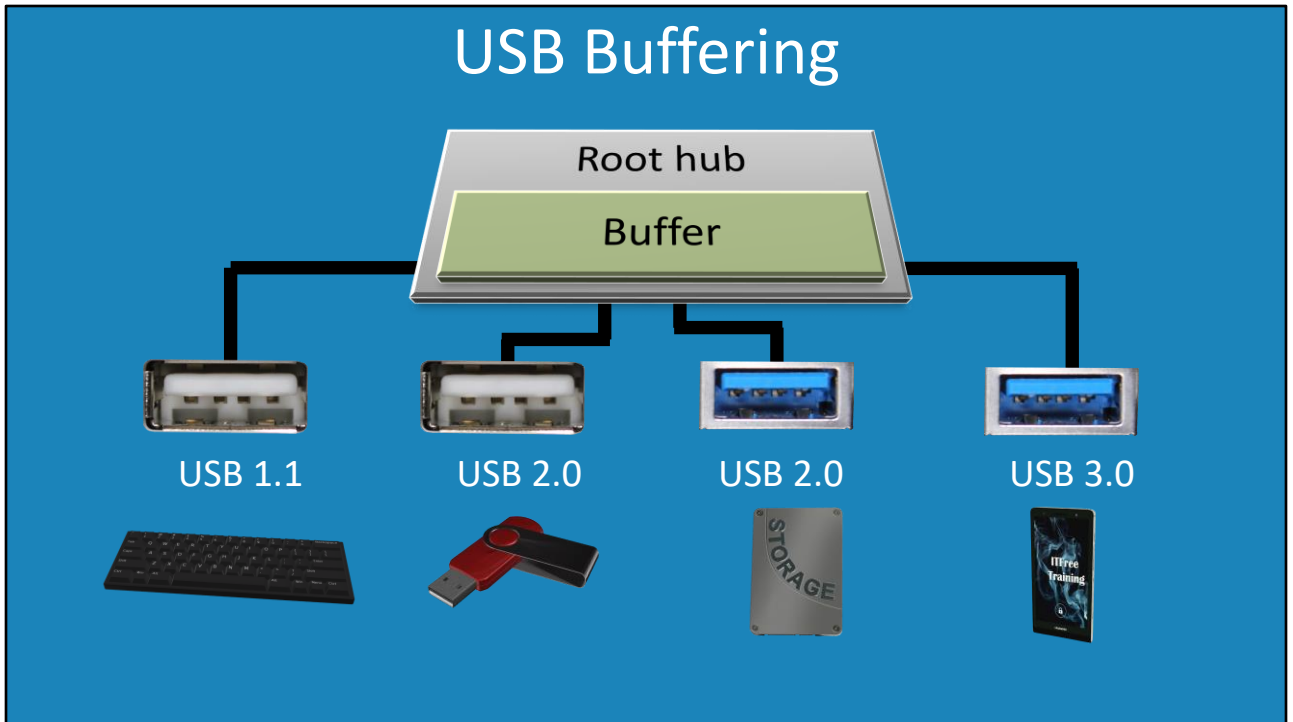 USB Buffering
Root hub
Buffer
USB 1.1
USB 2.0
USB 2.0
USB 3.0
STORAGE
ITFree
Training